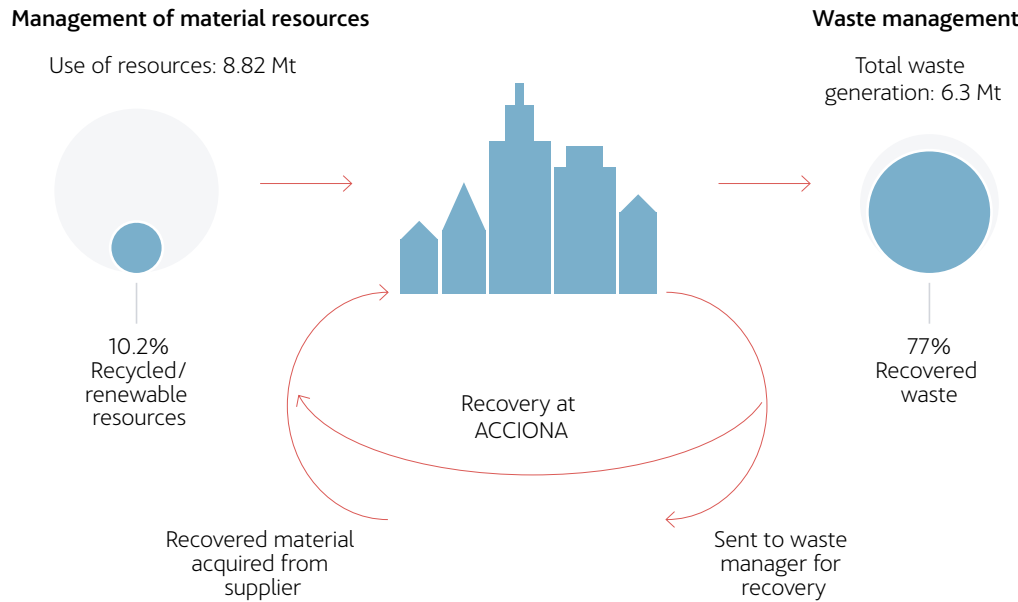 Management of material resources
Waste management
Use of resources: 8.82 Mt
Total waste
generation: 6.3 Mt
10.2%
Recycled/
renewable
resources
77%
Recovered
waste
Recovery at
ACCIONA
Recovered material
acquired from
supplier
Sent to waste
manager for
recovery